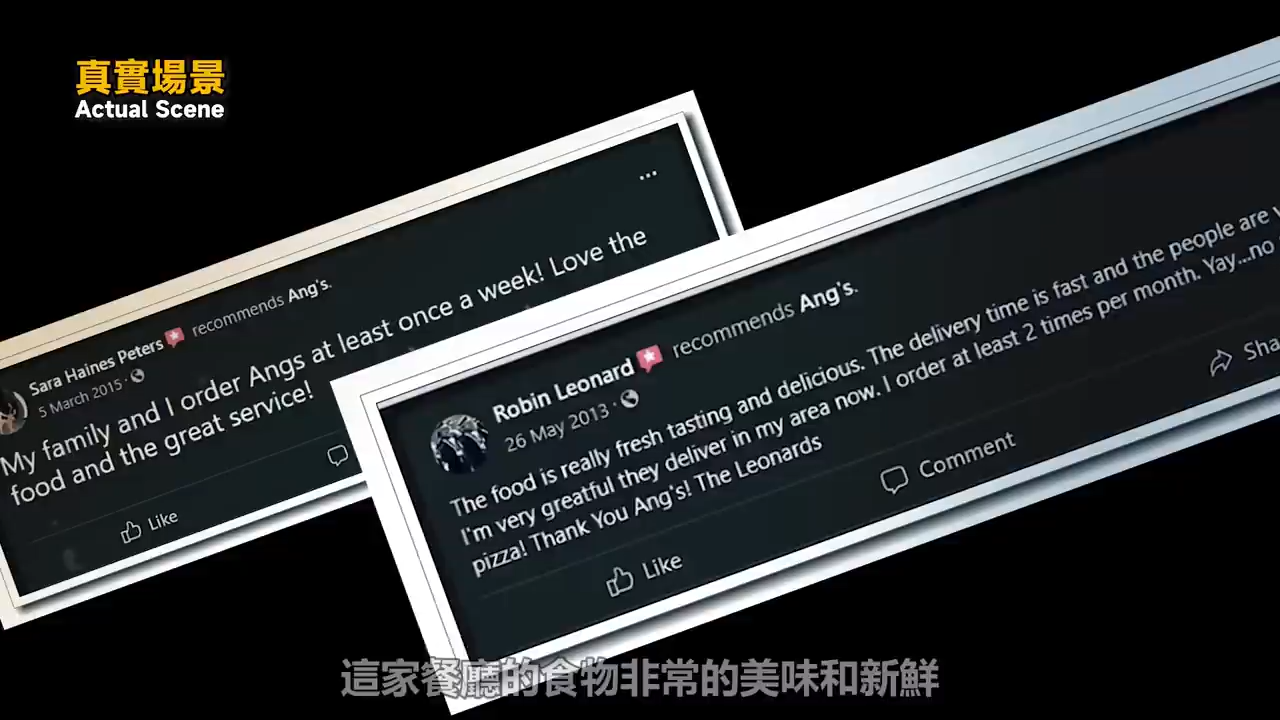 真實場景
Actual Scene
...
Sara Haines Peters recommends Ang's.
5 March 2015 ·
My family and I order Angs at least once a week! Love the
food and the great service!
Like
Robin Leonard recommends Ang's.
26 May 2013 ·
The food is really fresh tasting and delicious. The delivery time is fast and the people are
I'm very greatful they deliver in my area now. I order at least 2 times per month. Yay...no
pizza! Thank You Ang's! The Leonards
Like
Comment
這家餐廳的食物非常的美味和新鮮